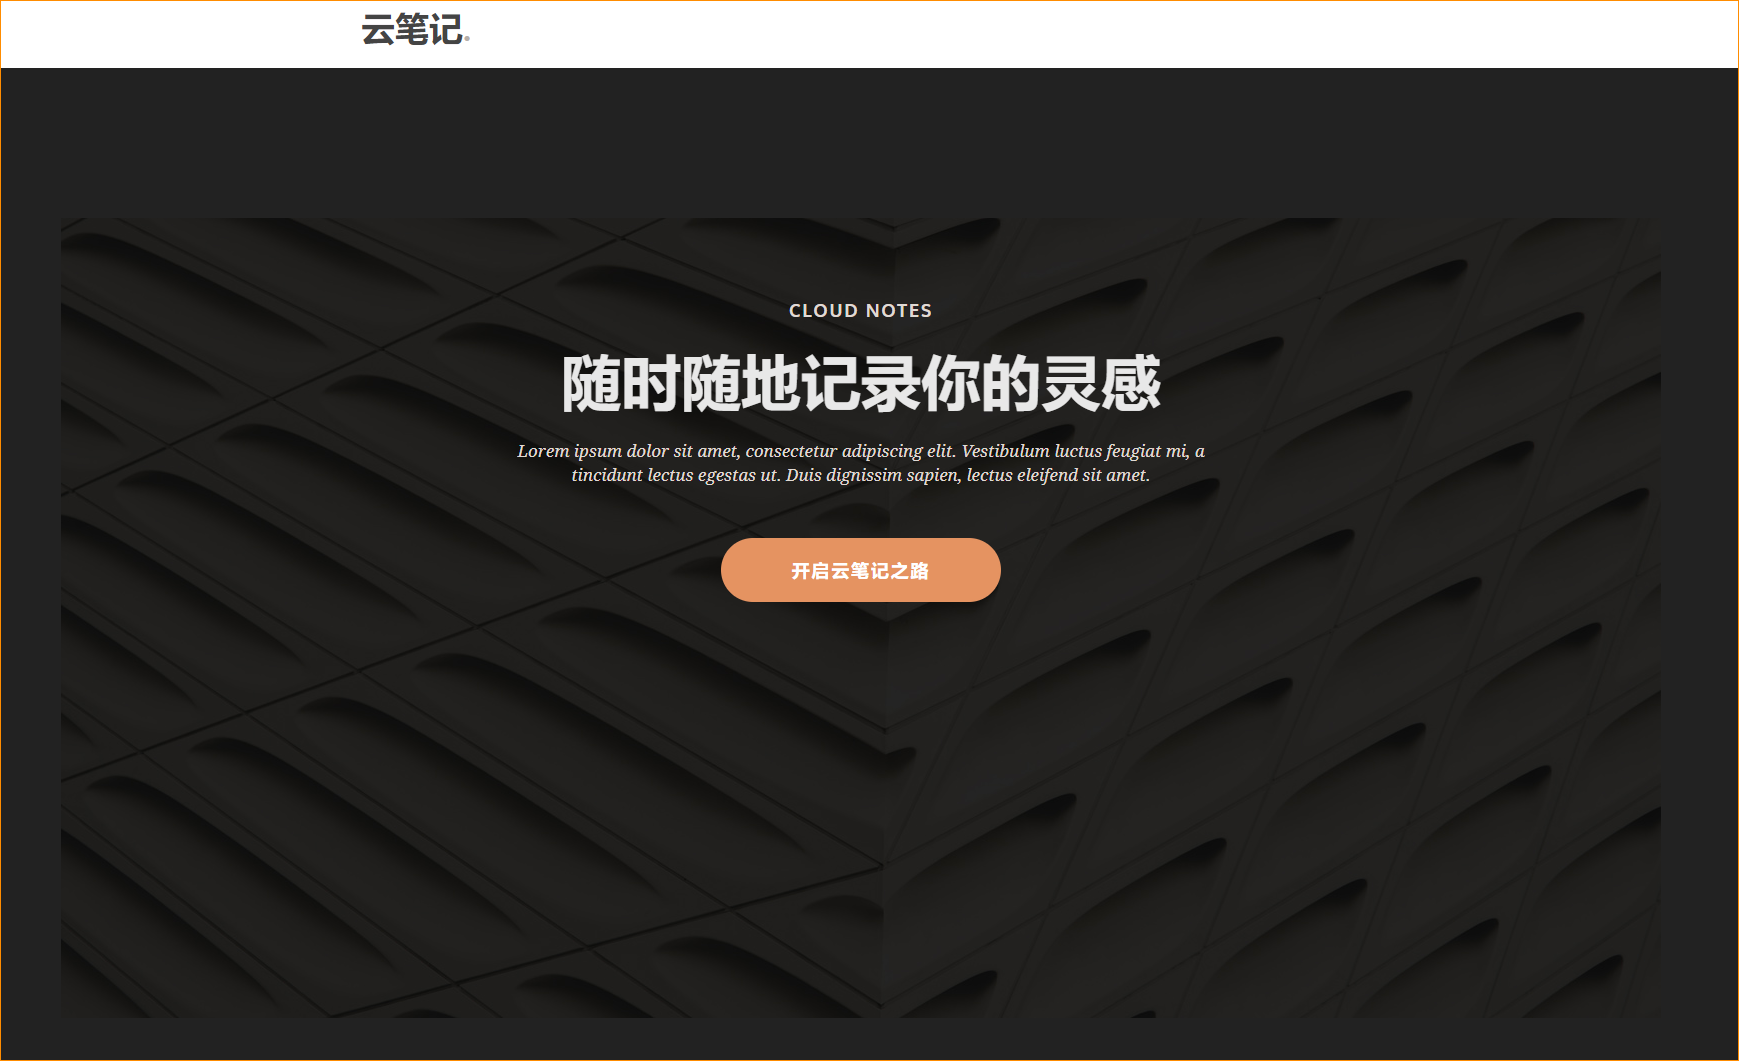 云笔记.
CLOUD NOTES
随时随地记录你的灵感
Lorem ipsum dolor sit amet, consectetur adipiscing elit. Vestibulum luctus feugiat mi, a
tincidunt lectus egestas ut. Duis dignissim sapien, lectus eleifend sit amet.
开启云笔记之路